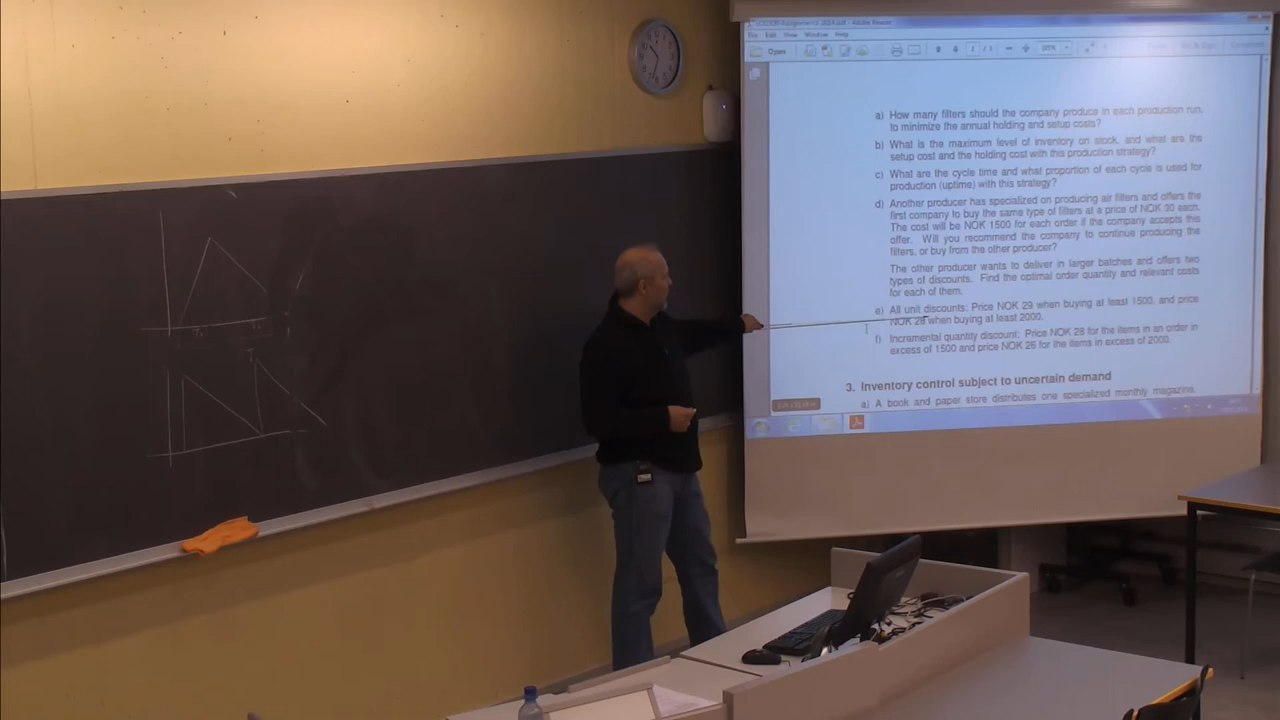 File Edit View Window Help
Open
a) How many filters should the company produce in each production run,
to minimize the annual holding and setup costs?
b) What is the maximum level of inventory on stock, and what are the
setup cost and the holding cost with this production strategy?
c) What are the cycle time and what proportion of each cycle is used for
production (uptime) with this strategy?
d) Another producer has specialized on producing air filters and offers the
first company to buy the same type of filters at a price of NOK 30 each.
The cost will be NOK 1500 for each order if the company accepts this
offer. Will you recommend the company to continue producing the
filters, or buy from the other producer?
The other producer wants to deliver in larger batches and offers two
types of discounts. Find the optimal order quantity and relevant costs
for each of them.
e) All unit discounts: Price NOK 29 when buying at least 1500, and price
NOK 28 when buying at least 2000.
f) Incremental quantity discount: Price NOK 28 for the items in an order in
excess of 1500 and price NOK 26 for the items in excess of 2000.
3. Inventory control subject to uncertain demand
a) A book and paper store distributes one specialized monthly magazine.